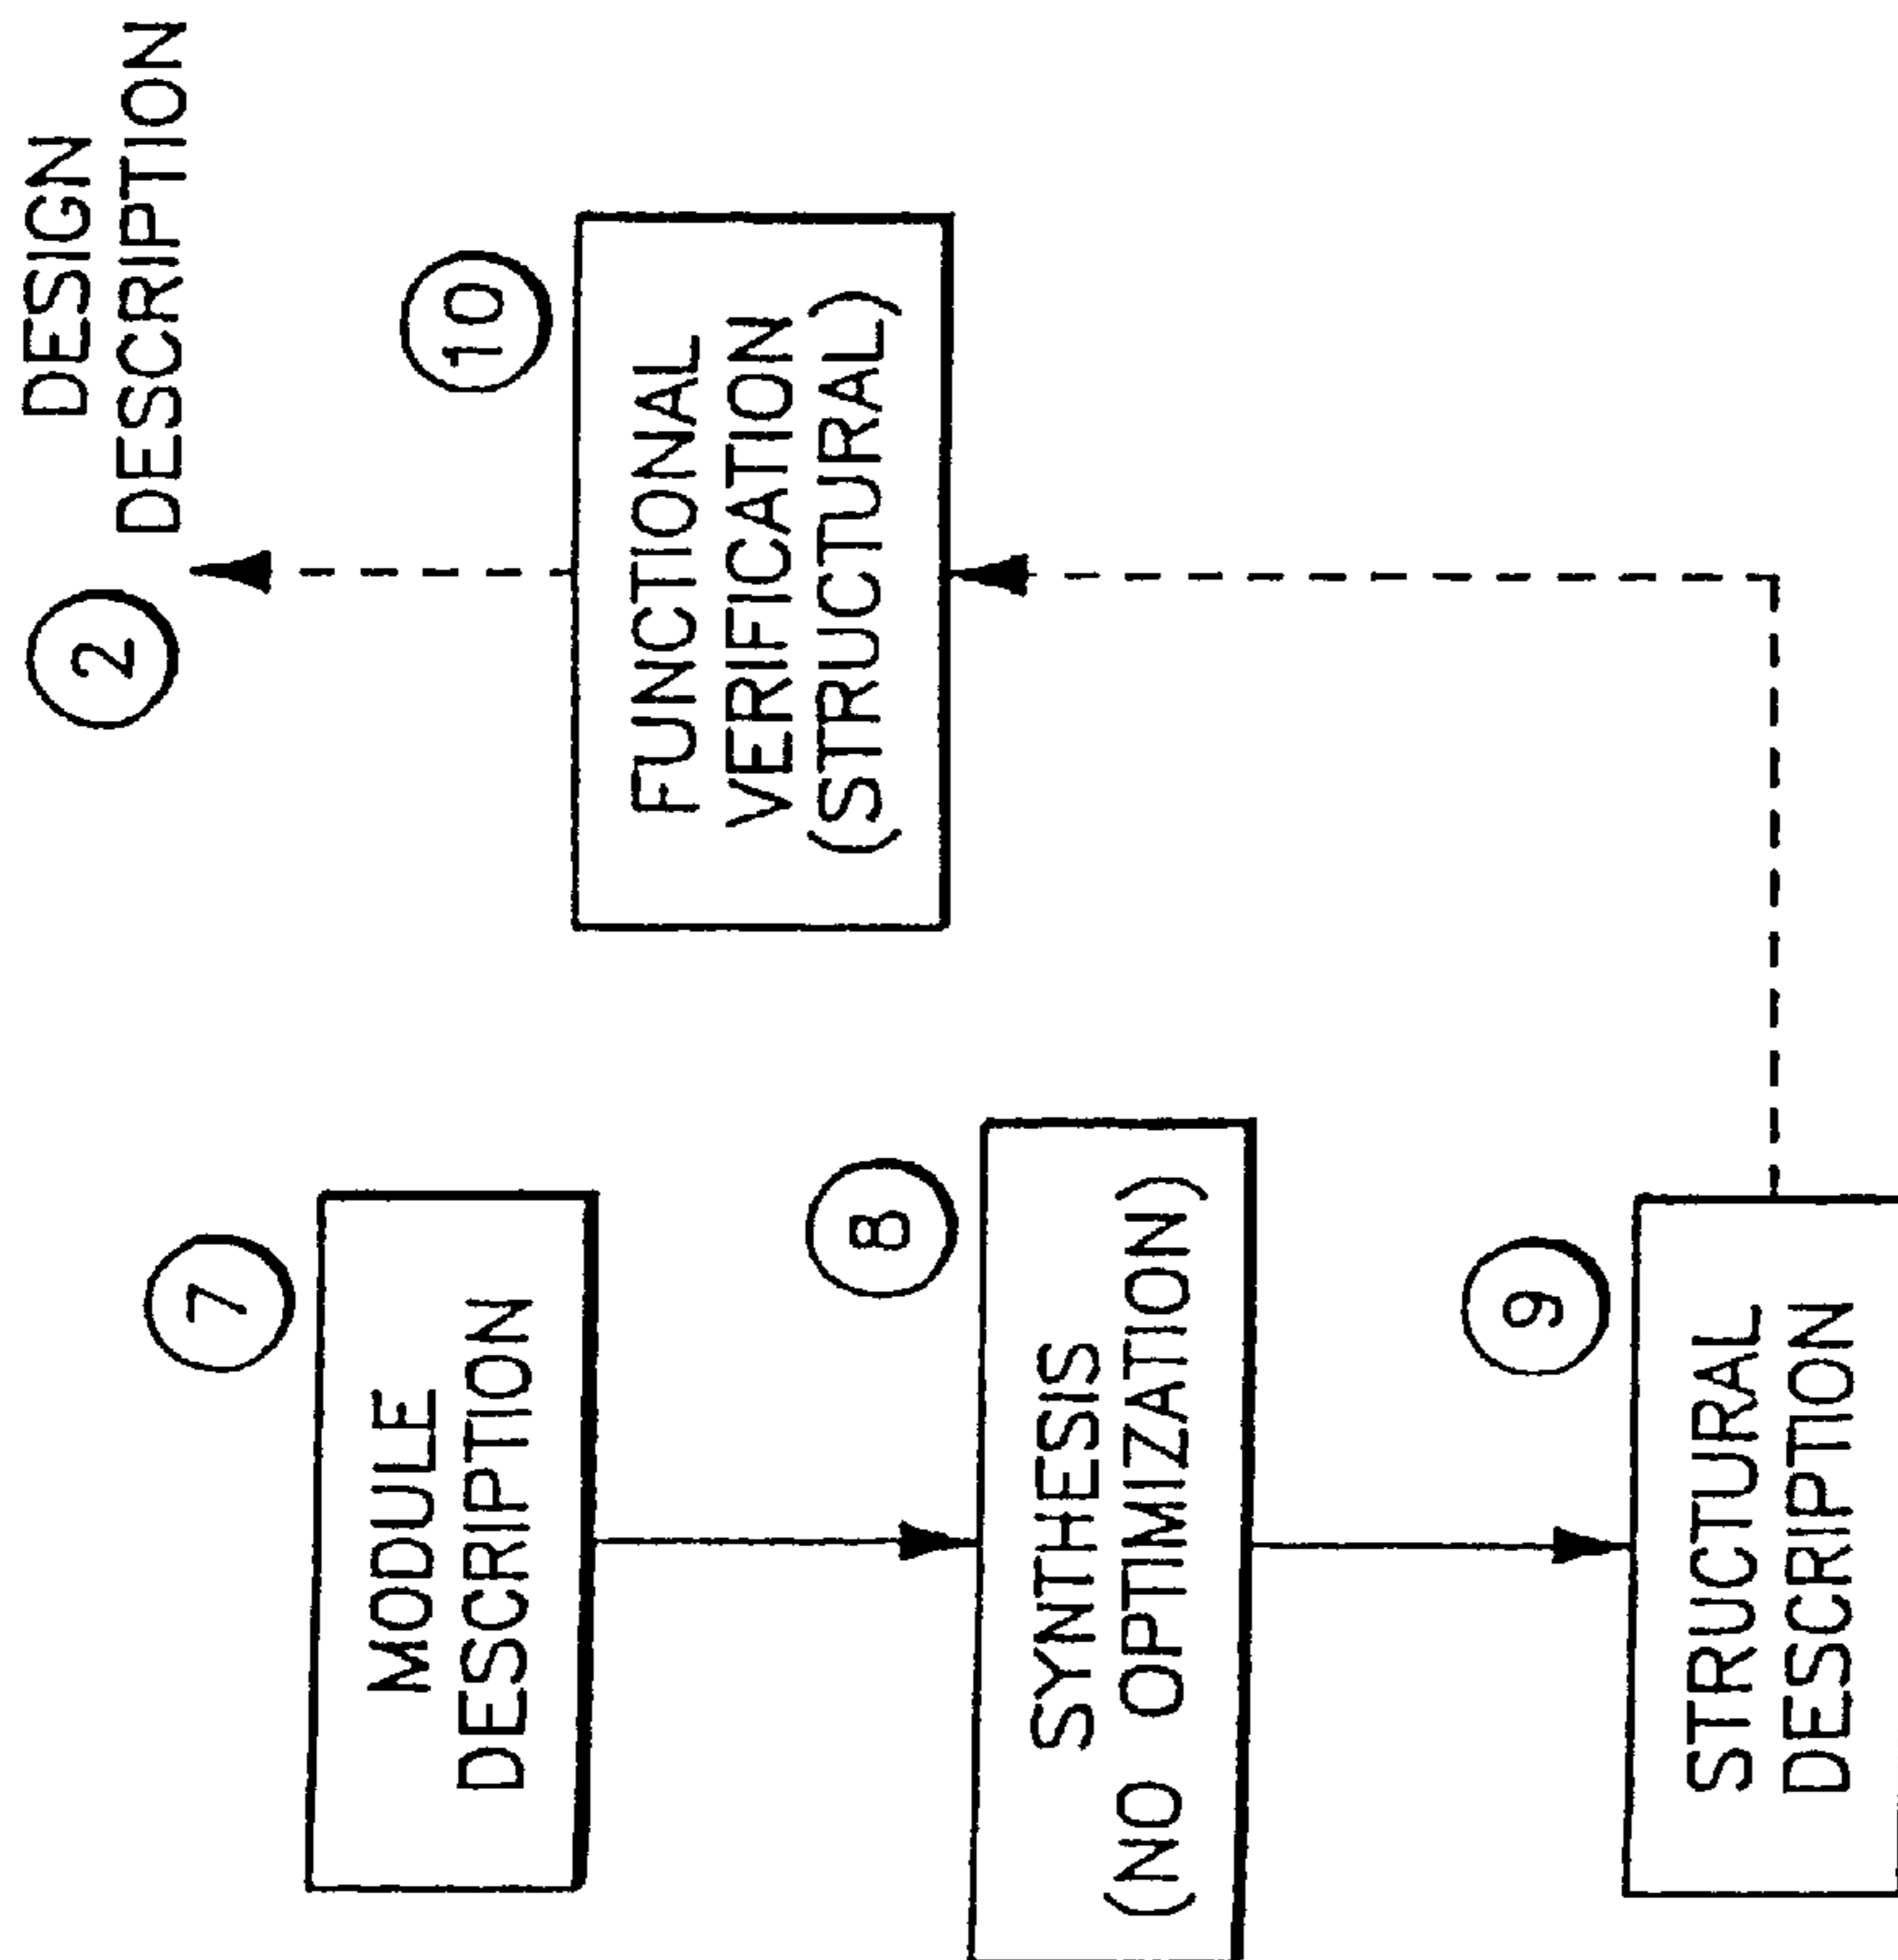 7
MODULE
DESCRIPTION
8
SYNTHESIS
(NO OPTIMIZATION)
9
STRUCTURAL
DESCRIPTION
2
DESIGN
DESCRIPTION
10
FUNCTIONAL
VERIFICATION
(STRUCTURAL)